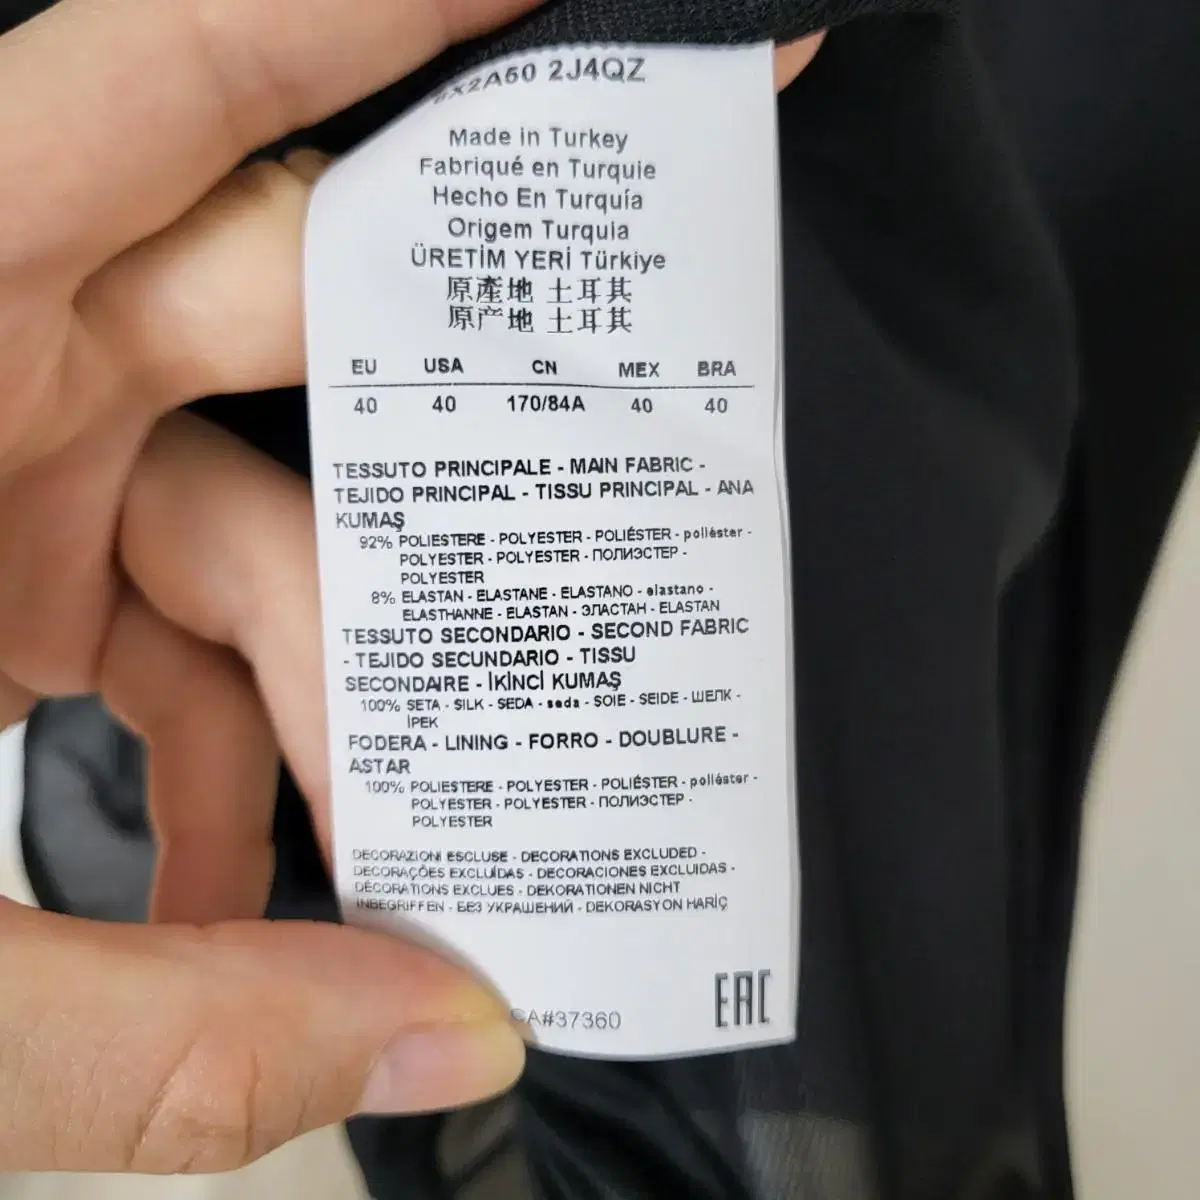 2A60 2J4QZ
Made in Turkey
Fabriqué en Turquie
Hecho En Turquía
Origem Turquia
ÜRETİM YERİ Türkiye
原產地 土耳其
原产地 土耳其
EU USA CN MEX BRA
40 40 170/84A 40 40
TESSUTO PRINCIPALE - MAIN FABRIC -
TEJIDO PRINCIPAL - TISSU PRINCIPAL - ANA
KUMAŞ
92% POLIESTERE - POLYESTER - POLIÉSTER - poliéster -
POLYESTER - POLYESTER - ПОЛИЭСТЕР -
POLYESTER
8% ELASTAN - ELASTANE - ELASTANO - elastano -
ELASTHANNE - ELASTAN - ЭЛАСТАН - ELASTAN
TESSUTO SECONDARIO - SECOND FABRIC
- TEJIDO SECUNDARIO - TISSU
SECONDAIRE - İKİNCİ KUMAŞ
100% SETA - SILK - SEDA - seda - SOIE - SEIDE - ШЕЛК -
İPEK
FODERA - LINING - FORRO - DOUBLURE -
ASTAR
100% POLIESTERE - POLYESTER - POLIÉSTER - poliéster -
POLYESTER - POLYESTER - ПОЛИЭСТЕР -
POLYESTER
DECORAZIONI ESCLUSE - DECORATIONS EXCLUDED -
DECORAÇÕES EXCLUÍDAS - DECORACIONES EXCLUIDAS -
DÉCORATIONS EXCLUES - DEKORATIONEN NICHT
INBEGRIFFEN - БЕЗ УКРАШЕНИЙ - DEKORASYON HARİÇ
EAC
CA#37360